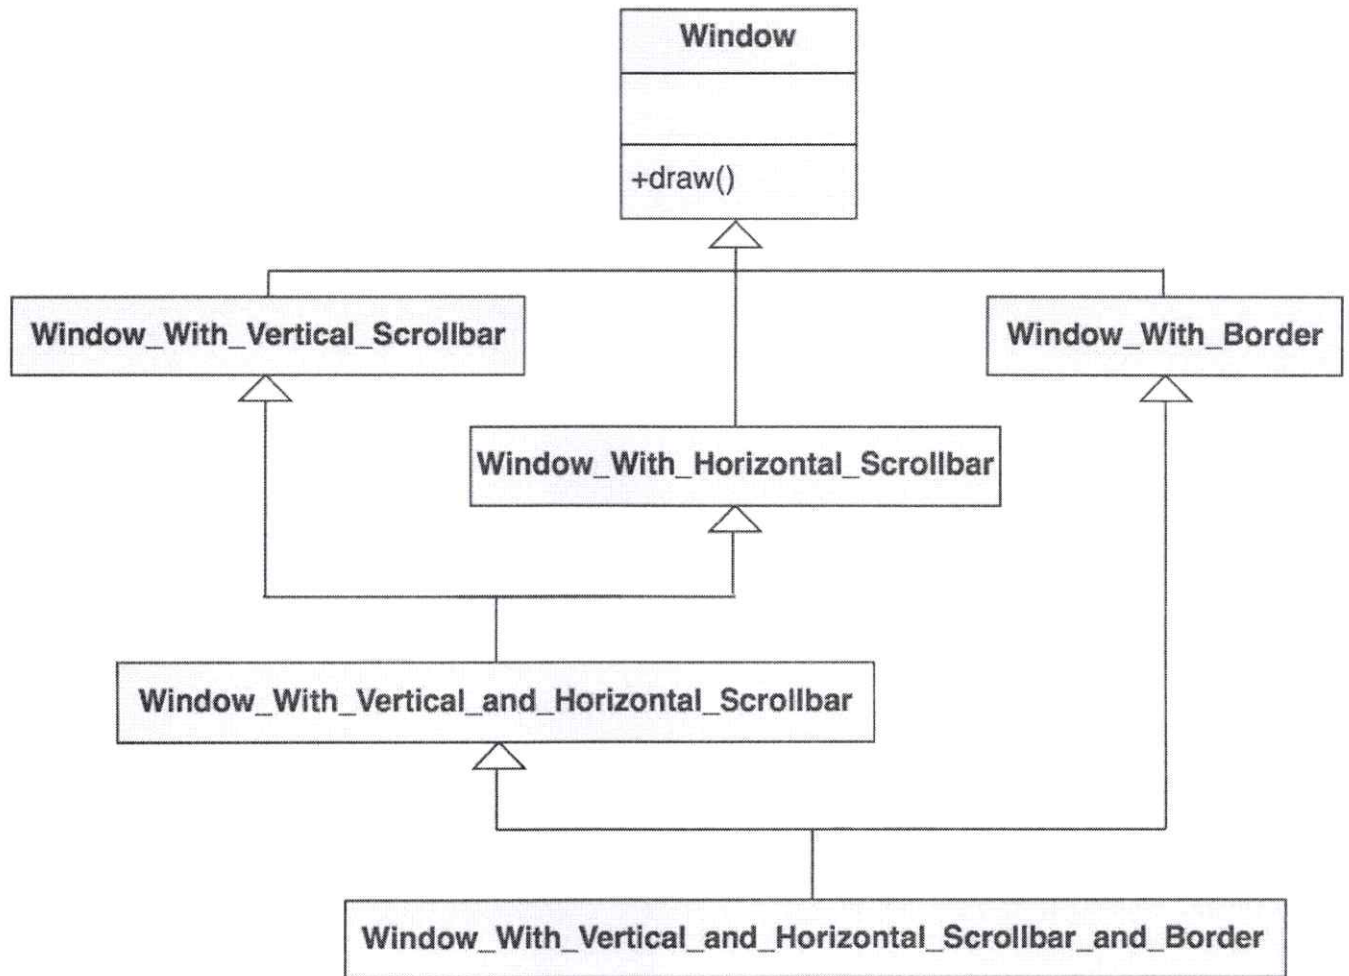 Window
+draw()
Window_With_Vertical_Scrollbar
Window_With_Border
Window_With_Horizontal_Scrollbar
Window_With_Vertical_and_Horizontal_Scrollbar
Window_With_Vertical_and_Horizontal_Scrollbar_and_Border